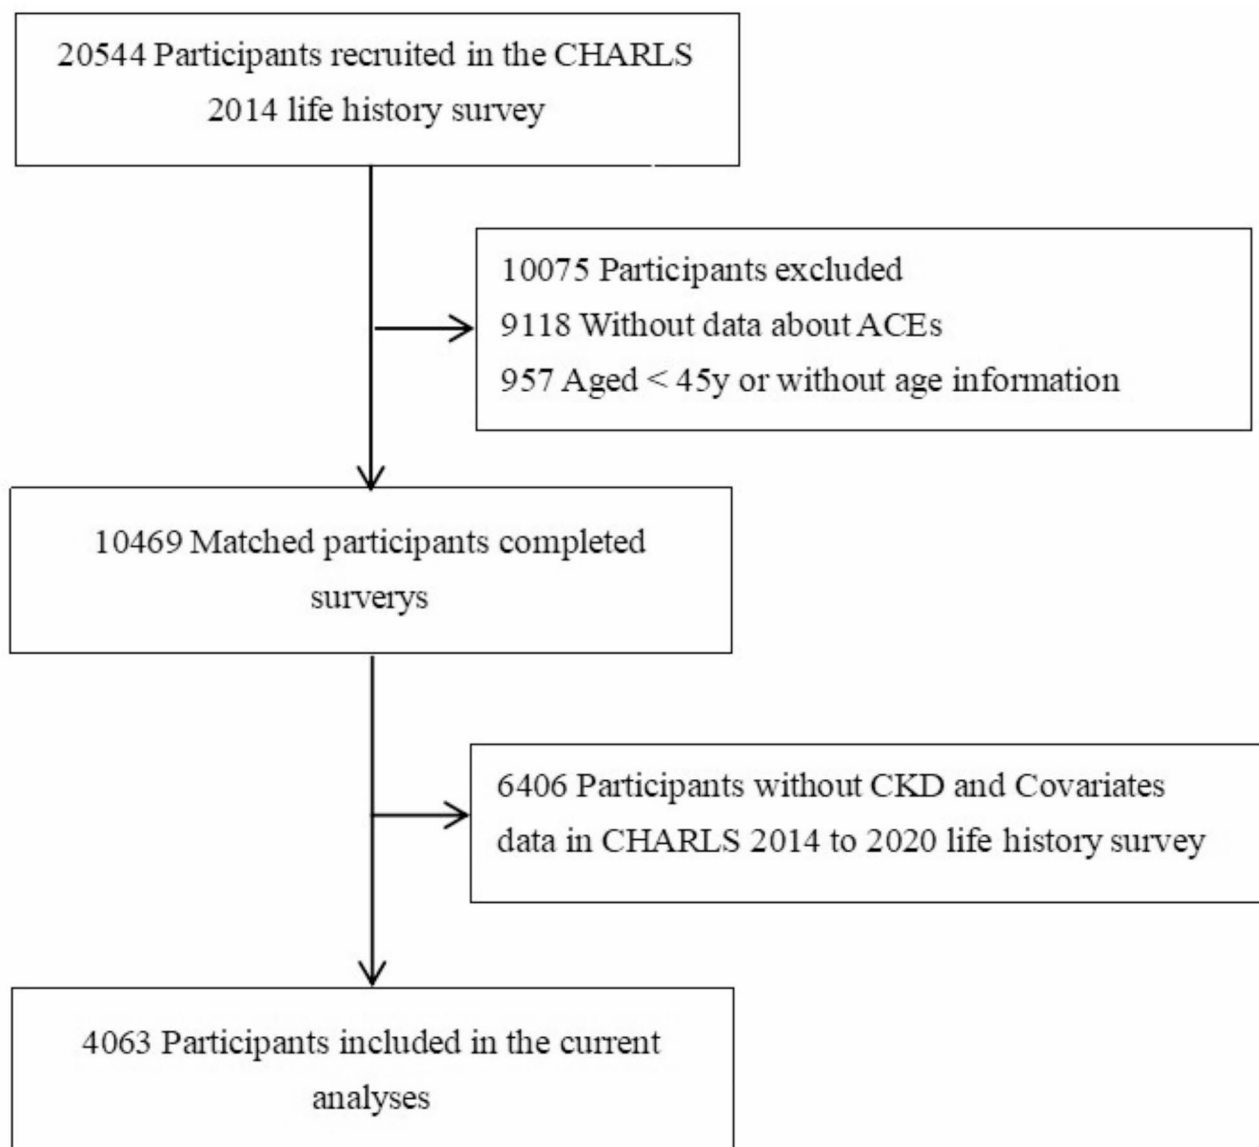 20544 Participants recruited in the CHARLS
2014 life history survey
10075 Participants excluded
9118 Without data about ACEs
957 Aged < 45y or without age information
10469 Matched participants completed
surverys
6406 Participants without CKD and Covariates
data in CHARLS 2014 to 2020 life history survey
4063 Participants included in the current
analyses